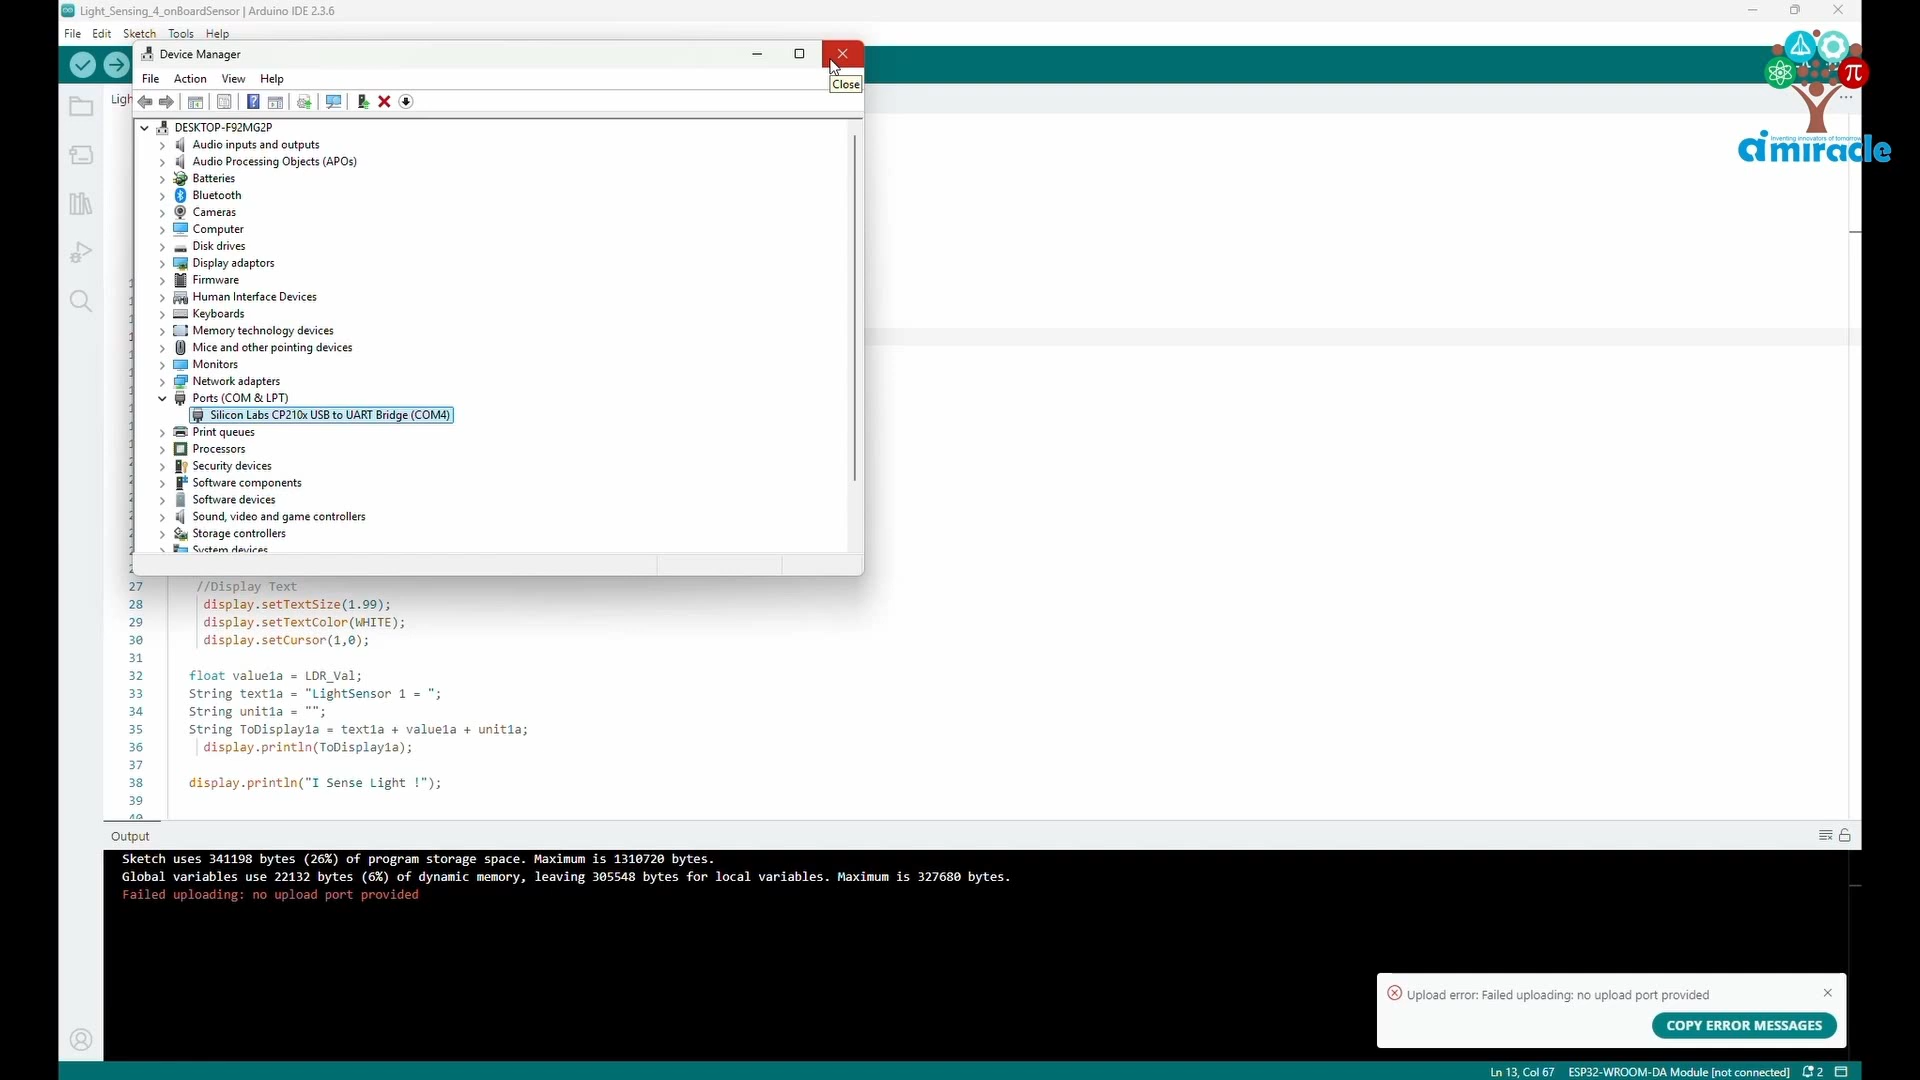 Light_Sensing_4_onBoardSensor | Arduino IDE 2.3.6
File Edit Sketch Tools Help
Device Manager
Close
File Action View Help
Ligh
DESKTOP-F92MG2P
Audio inputs and outputs
Audio Processing Objects (APOs)
Batteries
Bluetooth
Cameras
Computer
Disk drives
Display adaptors
Firmware
Human Interface Devices
Keyboards
Memory technology devices
Mice and other pointing devices
Monitors
Network adapters
Ports (COM & LPT)
Silicon Labs CP210x USB to UART Bridge (COM4)
Print queues
Processors
Security devices
Software components
Software devices
Sound, video and game controllers
Storage controllers
System devices
π
Inventing innovators of tomorrow
aimiracle
27 //Display Text
28 display.setTextSize(1.99);
29 display.setTextColor(WHITE);
30 display.setCursor(1,0);
31
32 float value1a = LDR_Val;
33 String text1a = "LightSensor 1 = ";
34 String unit1a = "";
35 String ToDisplay1a = text1a + value1a + unit1a;
36 display.println(ToDisplay1a);
37
38 display.println("I Sense Light !");
39
40
Output
Sketch uses 341198 bytes (26%) of program storage space. Maximum is 1310720 bytes.
Global variables use 22132 bytes (6%) of dynamic memory, leaving 305548 bytes for local variables. Maximum is 327680 bytes.
Failed uploading: no upload port provided
Upload error: Failed uploading: no upload port provided
COPY ERROR MESSAGES
Ln 13, Col 67 ESP32-WROOM-DA Module [not connected] 2